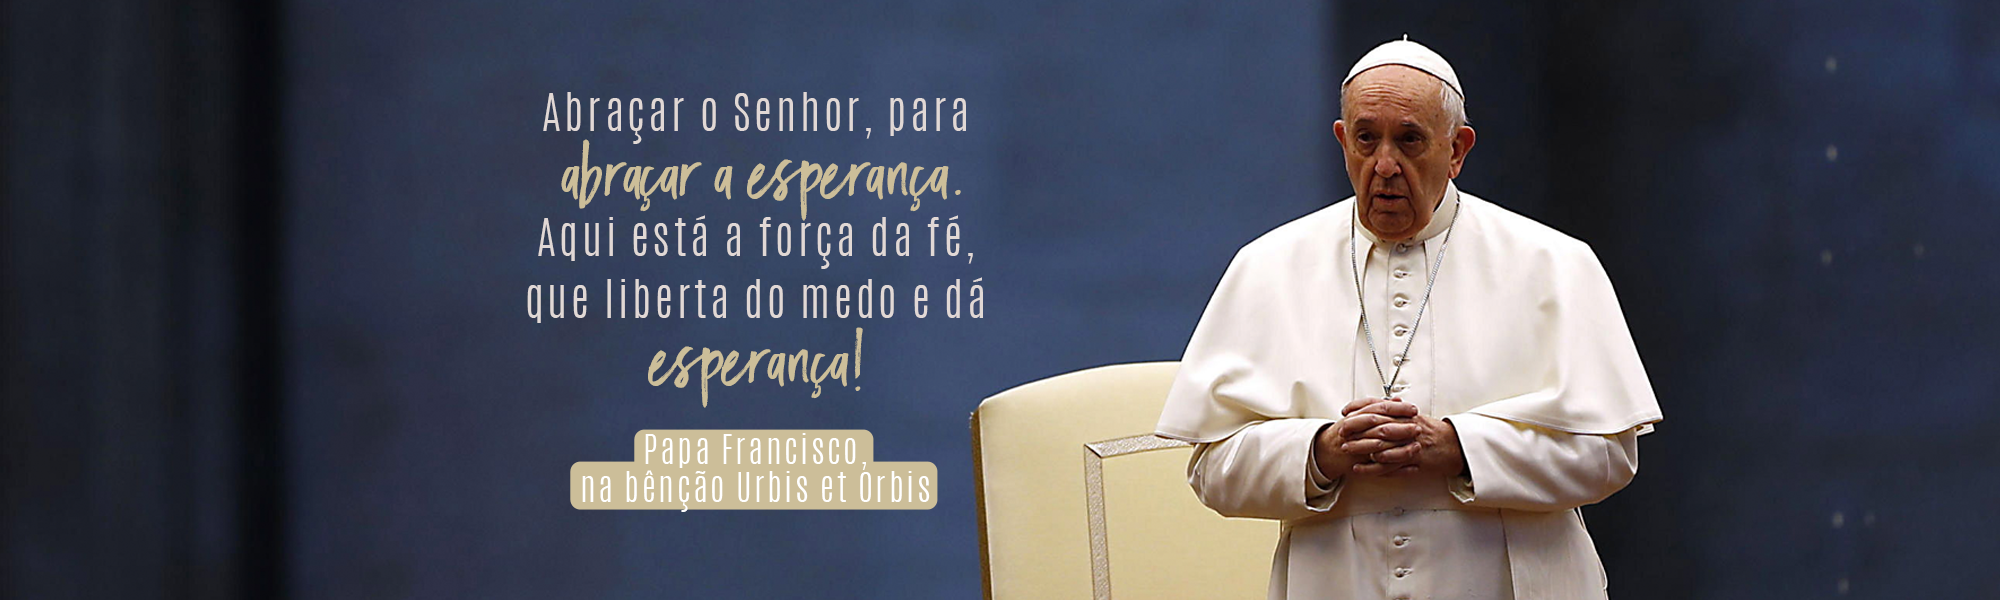 Abraçar o Senhor, para
abraçar a esperança.
Aqui está a força da fé,
que liberta do medo e dá
esperança!
Papa Francisco,
na bênção Urbis et Órbis